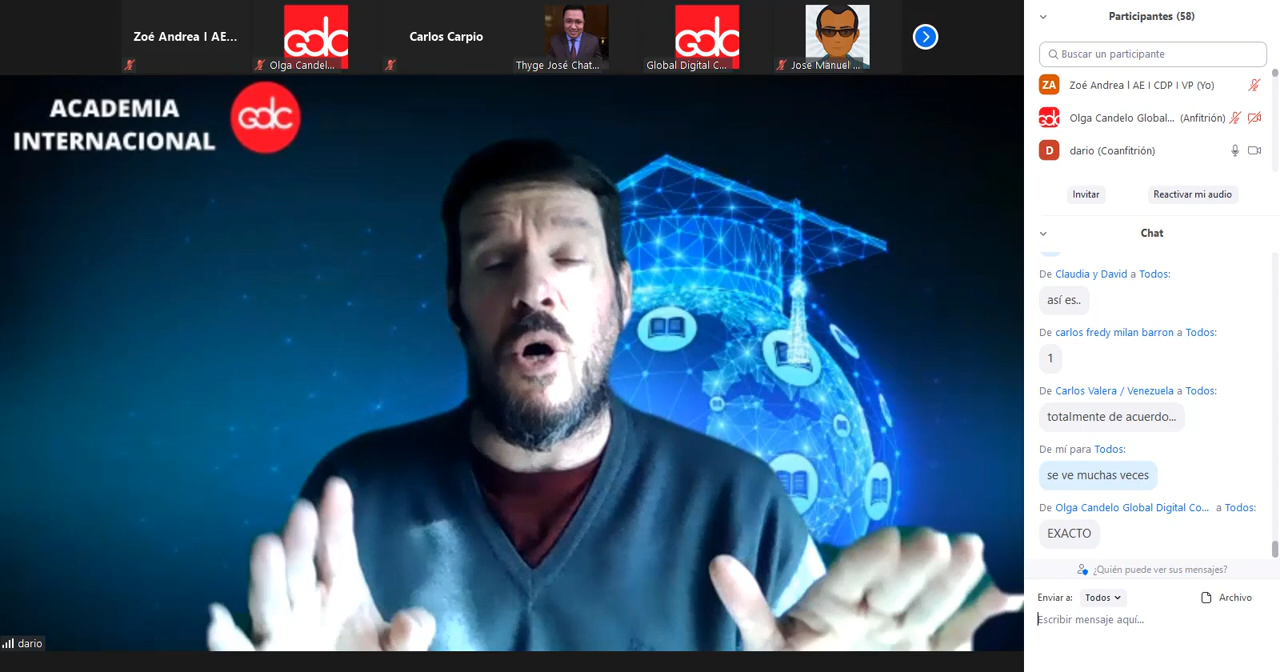 Zoé Andrea l AE...
Olga Candel...
Carlos Carpio
Thyge José Chat...
Global Digital C...
Jose Manuel ...
GDC
GDC
ACADEMIA
INTERNACIONAL
GDC
dario
Participantes (58)
Buscar un participante
ZA Zoé Andrea l AE I CDP I VP (Yo)
GDC Olga Candelo Global... (Anfitrión)
D dario (Coanfitrión)
Invitar Reactivar mi audio
Chat
De Claudia y David a Todos:
así es..
De carlos fredy milan barron a Todos:
1
De Carlos Valera / Venezuela a Todos:
totalmente de acuerdo...
De mí para Todos:
se ve muchas veces
De Olga Candelo Global Digital Co... a Todos:
EXACTO
¿Quién puede ver sus mensajes?
Enviar a: Todos Archivo
Escribir mensaje aquí...